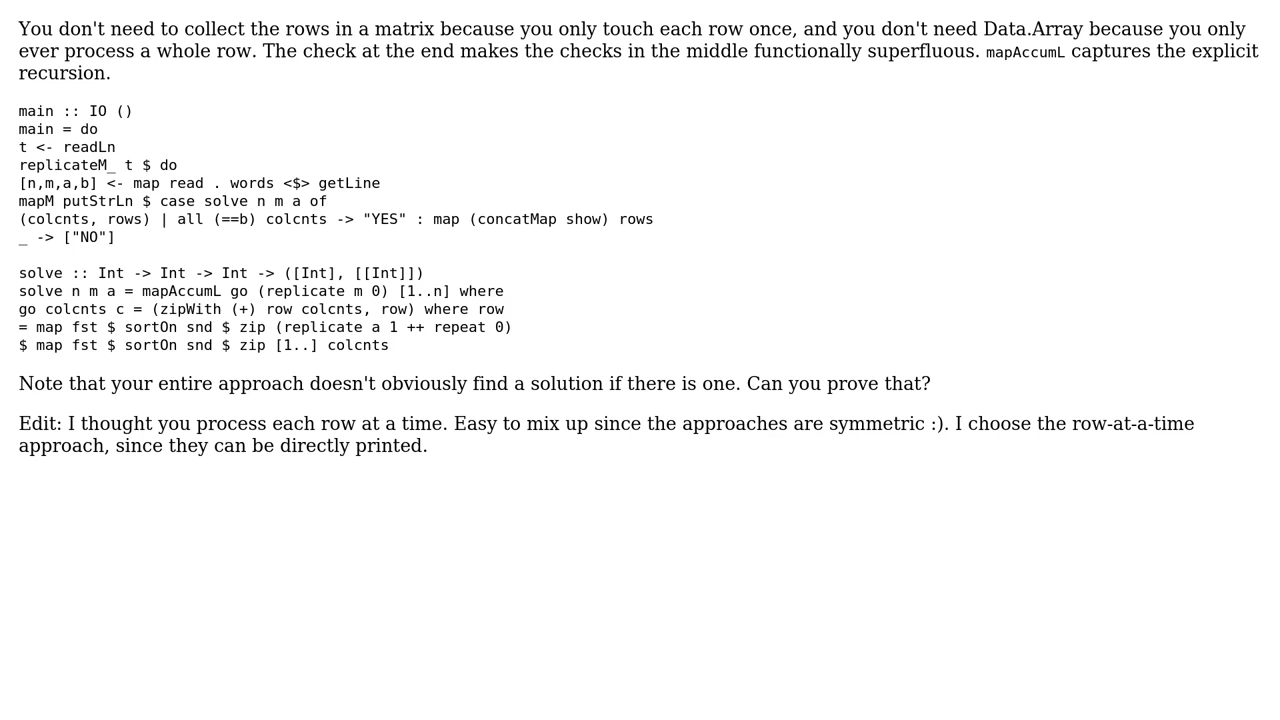 You don't need to collect the rows in a matrix because you only touch each row once, and you don't need Data.Array because you only
ever process a whole row. The check at the end makes the checks in the middle functionally superfluous. mapAccumL captures the explicit
recursion.
main :: IO ()
main = do
t <- readLn
replicateM_ t $ do
[n,m,a,b] <- map read . words <$> getLine
mapM putStrLn $ case solve n m a of
(colcnts, rows) | all (==b) colcnts -> "YES" : map (concatMap show) rows
_ -> ["NO"]
solve :: Int -> Int -> Int -> ([Int], [[Int]])
solve n m a = mapAccumL go (replicate m 0) [1..n] where
go colcnts c = (zipWith (+) row colcnts, row) where row
= map fst $ sortOn snd $ zip (replicate a 1 ++ repeat 0)
$ map fst $ sortOn snd $ zip [1..] colcnts
Note that your entire approach doesn't obviously find a solution if there is one. Can you prove that?
Edit: I thought you process each row at a time. Easy to mix up since the approaches are symmetric :). I choose the row-at-a-time
approach, since they can be directly printed.